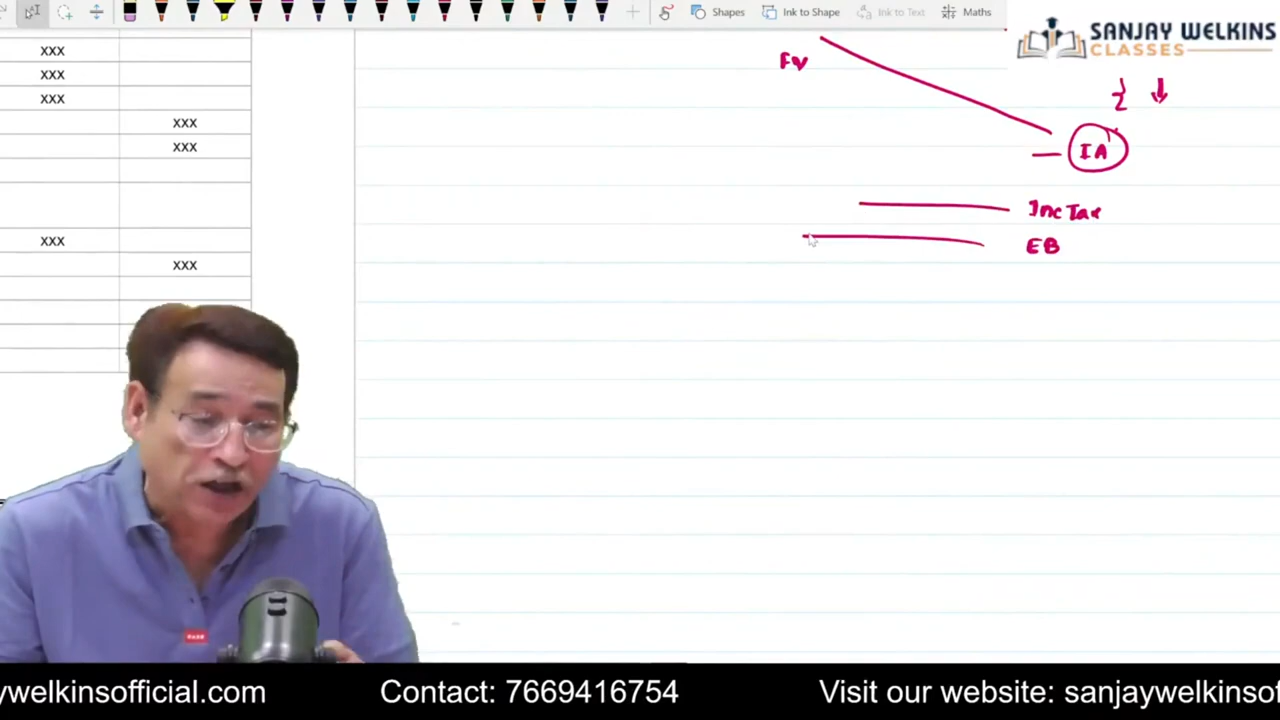 Shapes
Ink to Shape
Ink to Text
Maths
SANJAY WELKINS
CLASSES
xxx
xxx
xxx
xxx
xxx
xxx
xxx
FV
IA
Inc Tax
EB
ywelkinsofficial.com Contact: 7669416754 Visit our website: sanjaywelkinsof